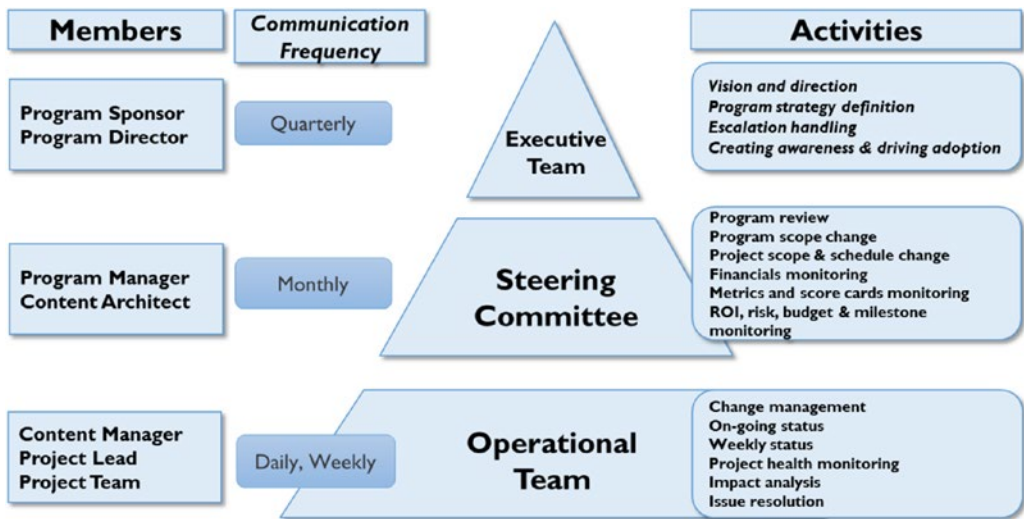 Members
Communication
Frequency
Activities
Program Sponsor
Program Director
Quarterly
Executive
Team
Vision and direction
Program strategy definition
Escalation handling
Creating awareness & driving adoption
Program Manager
Content Architect
Monthly
Steering
Committee
Program review
Program scope change
Project scope & schedule change
Financials monitoring
Metrics and score cards monitoring
ROI, risk, budget & milestone
monitoring
Content Manager
Project Lead
Project Team
Daily, Weekly
Operational
Team
Change management
On-going status
Weekly status
Project health monitoring
Impact analysis
Issue resolution